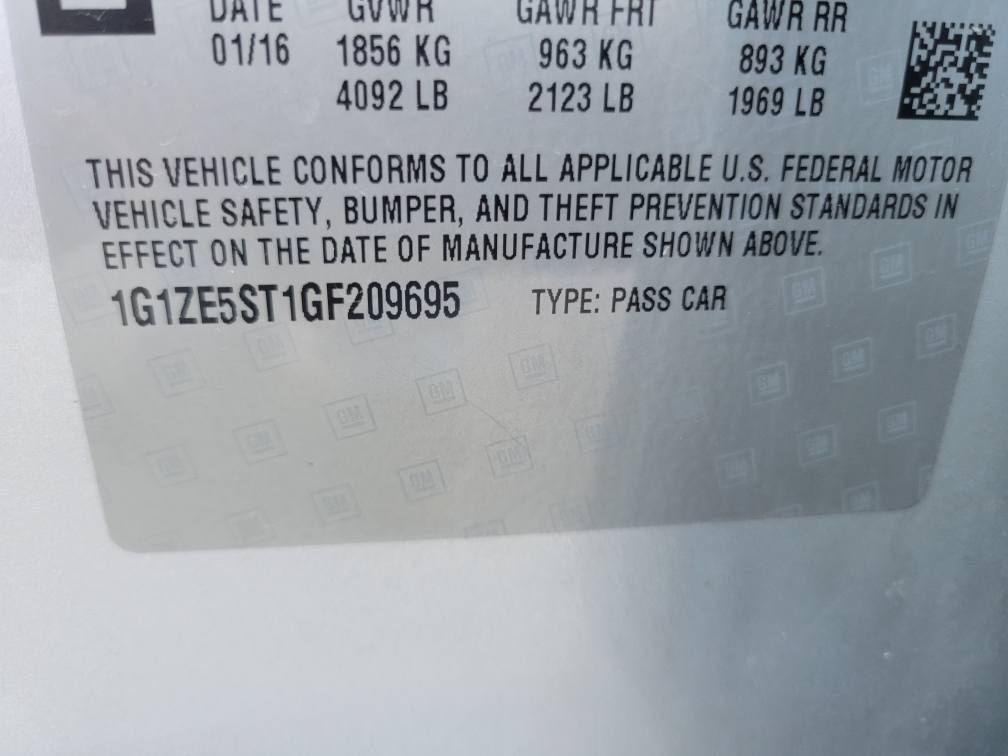 DATE GVWR GAWR FRT GAWR RR
01/16 1856 KG 963 KG 893 KG
4092 LB 2123 LB 1969 LB
THIS VEHICLE CONFORMS TO ALL APPLICABLE U.S. FEDERAL MOTOR
VEHICLE SAFETY, BUMPER, AND THEFT PREVENTION STANDARDS IN
EFFECT ON THE DATE OF MANUFACTURE SHOWN ABOVE.
1G1ZE5ST1GF209695 TYPE: PASS CAR